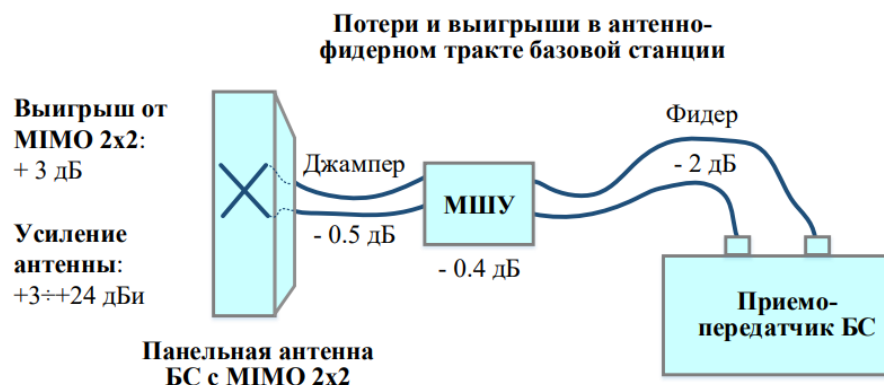 Потери и выигрыши в антенно-
фидерном тракте базовой станции
Выигрыш от
MIMO 2x2:
+ 3 дБ
Усиление
антенны:
+3÷+24 дБи
Джампер
- 0.5 дБ
МШУ
- 0.4 дБ
Фидер
- 2 дБ
Приемо-
передатчик БС
Панельная антенна
БС с MIMO 2x2